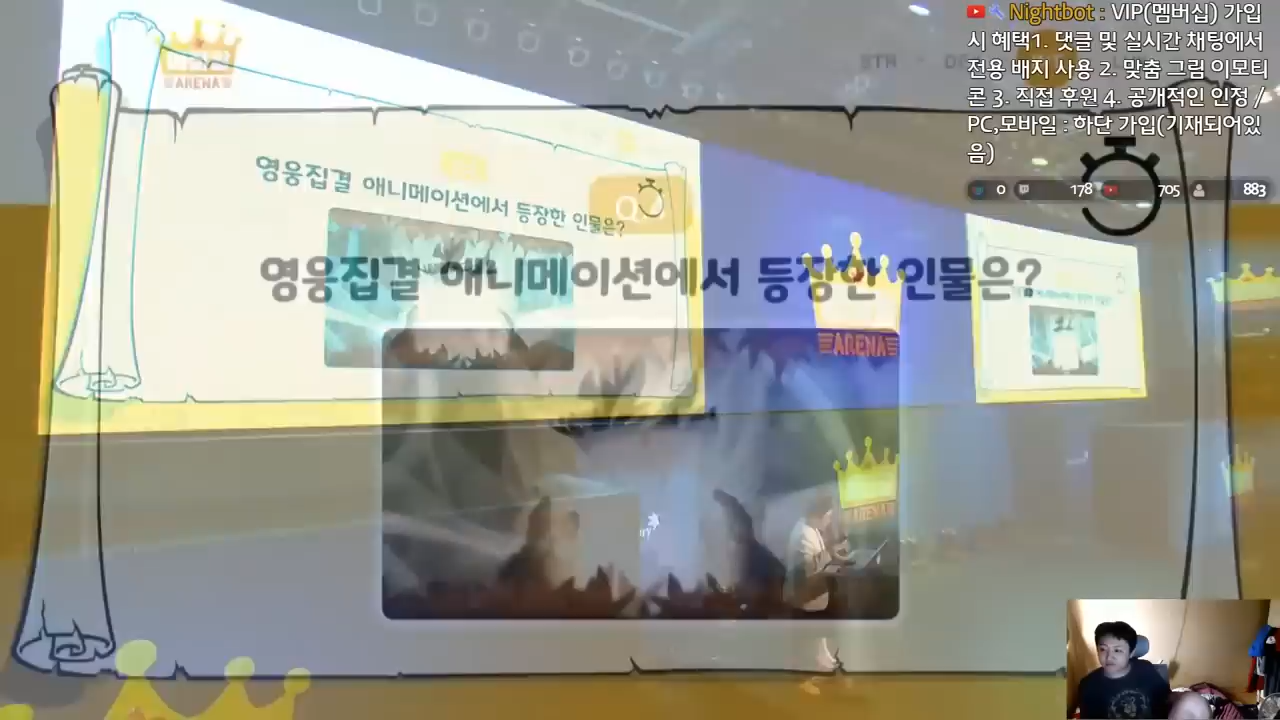 Nightbot : VIP(멤버십) 가입
시 혜택1. 댓글 및 실시간 채팅에서
전용 배지 사용 2. 맞춤 그림 이모티
콘 3. 직접 후원 4. 공개적인 인정 /
PC,모바일 : 하단 가입(기재되어있
음)
0 178 705 883
ARENA
영웅집결 애니메이션에서 등장한 인물은?
영웅집결 애니메이션에서 등장한 인물은?
ARENA
ARENA